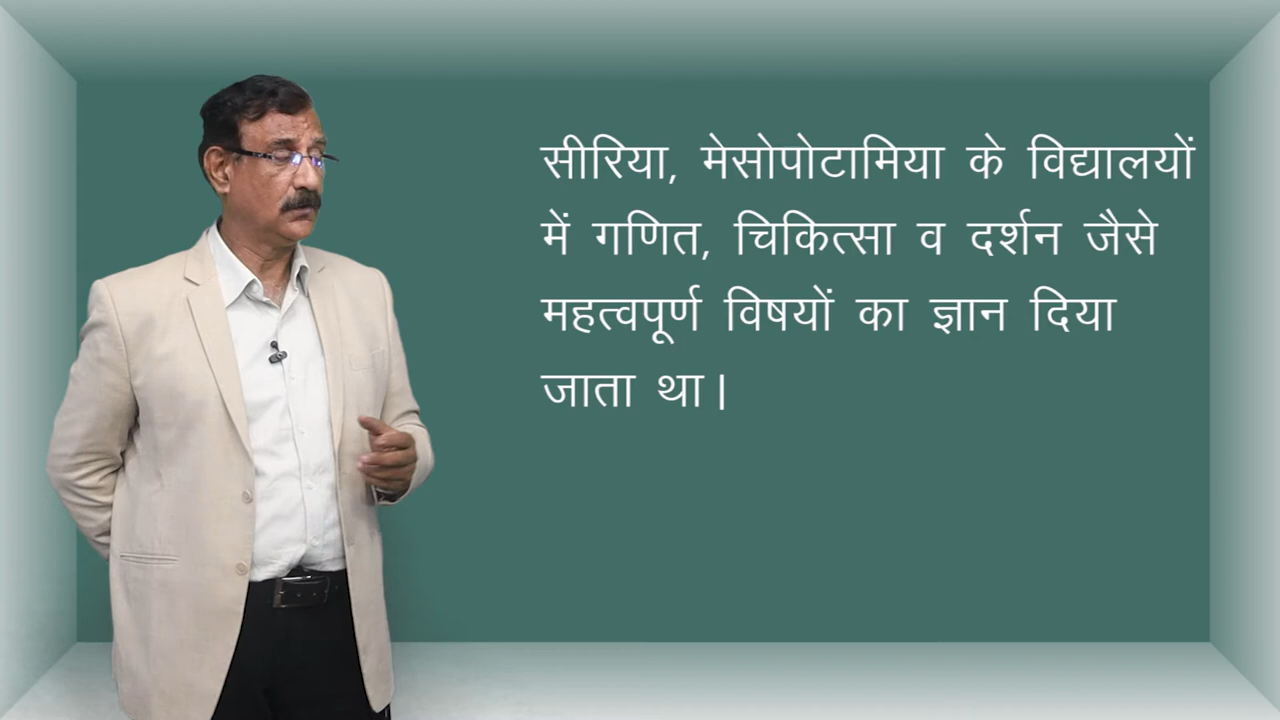 सीरिया, मेसोपोटामिया के विद्यालयों
में गणित, चिकित्सा व दर्शन जैसे
महत्वपूर्ण विषयों का ज्ञान दिया
जाता था।